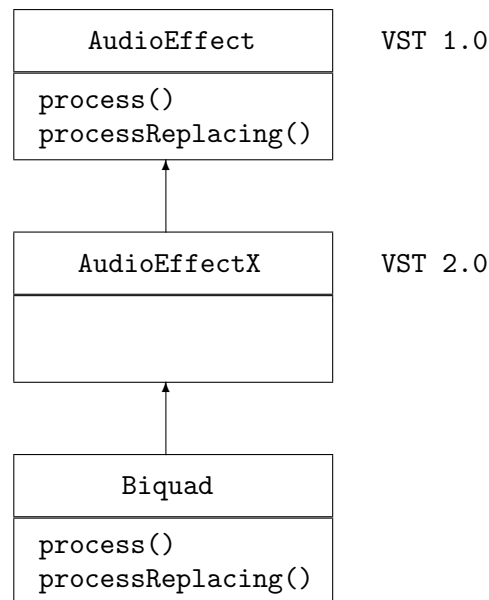 AudioEffect VST 1.0
process()
processReplacing()
AudioEffectX VST 2.0
Biquad
process()
processReplacing()